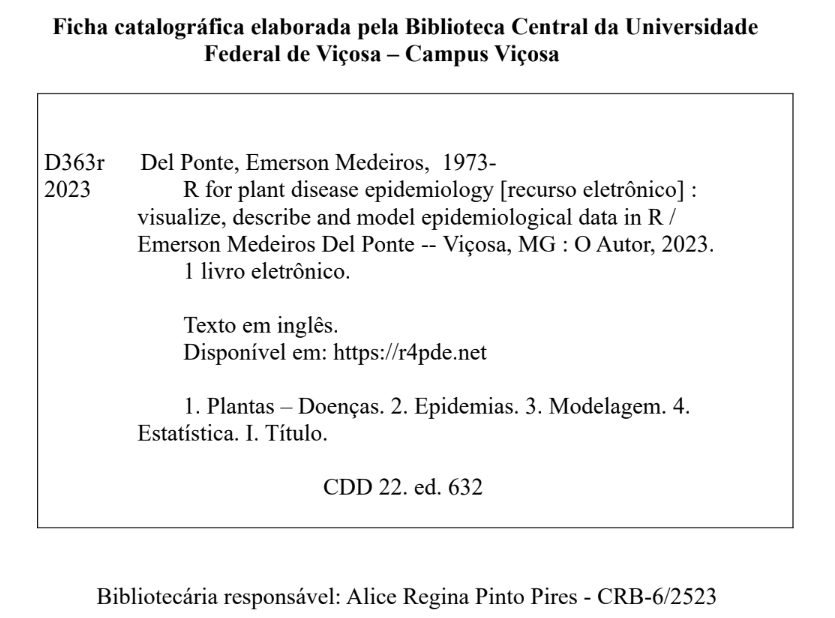 Ficha catalográfica elaborada pela Biblioteca Central da Universidade
Federal de Viçosa – Campus Viçosa
D363r Del Ponte, Emerson Medeiros, 1973-
2023 R for plant disease epidemiology [recurso eletrônico] :
visualize, describe and model epidemiological data in R /
Emerson Medeiros Del Ponte -- Viçosa, MG : O Autor, 2023.
1 livro eletrônico.
Texto em inglês.
Disponível em: https://r4pde.net
1. Plantas – Doenças. 2. Epidemias. 3. Modelagem. 4.
Estatística. I. Título.
CDD 22. ed. 632
Bibliotecária responsável: Alice Regina Pinto Pires - CRB-6/2523